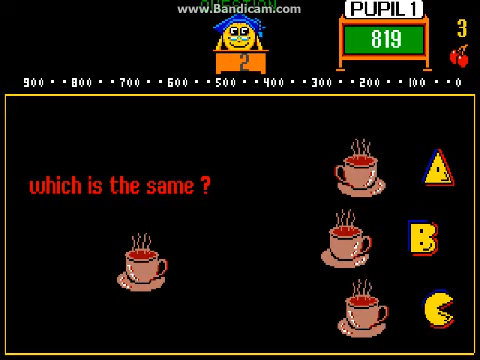 www.Bandicam.com
PUPIL 1
819
3
2
900 · · 800 · · 700 · · 600 · · 500 · · 400 · · 300 · · 200 · · 100 · · 0
which is the same ?
A
B
C